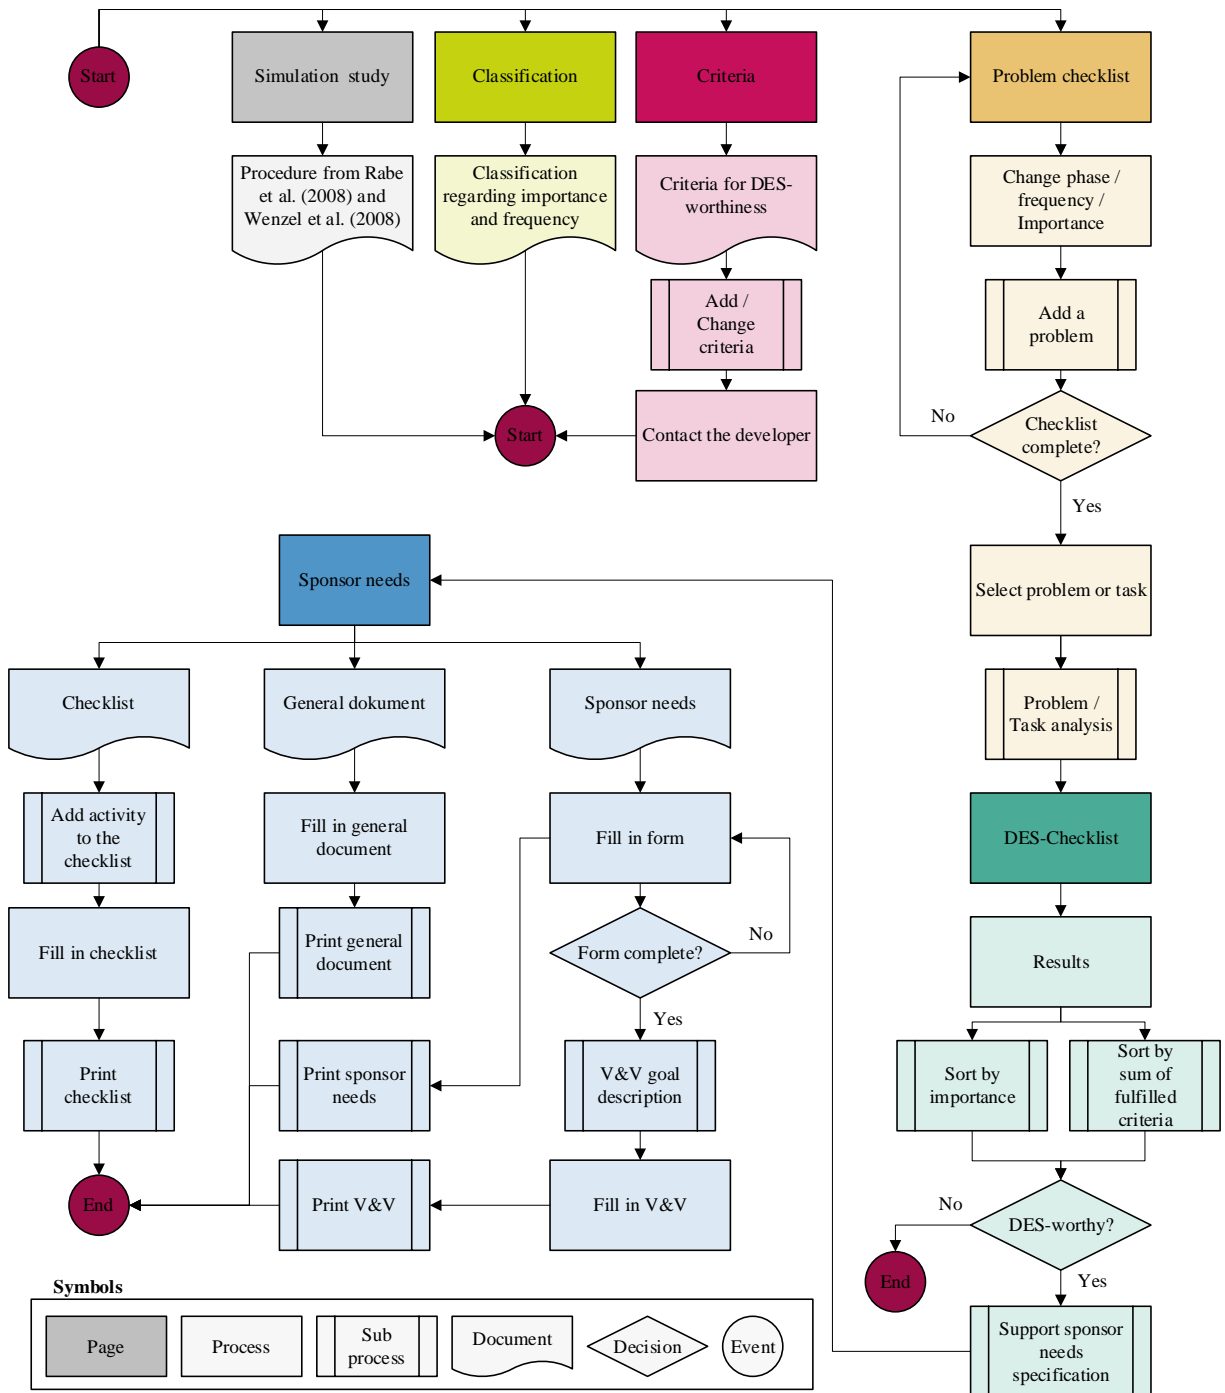 Start
Simulation study
Classification
Criteria
Problem checklist
Procedure from Rabe
et al. (2008) and
Wenzel et al. (2008)
Classification
regarding importance
and frequency
Criteria for DES-
worthiness
Change phase /
frequency /
Importance
Add /
Change
criteria
Add a
problem
Start
Contact the developer
No
Checklist
complete?
Yes
Sponsor needs
Select problem or task
Checklist
General dokument
Sponsor needs
Problem /
Task analysis
Add activity
to the
checklist
Fill in general
document
Fill in form
DES-Checklist
Fill in checklist
Print general
document
Form complete?
No
Results
Yes
Print
checklist
Print sponsor
needs
V&V goal
description
Sort by
importance
Sort by
sum of
fulfilled
criteria
End
Print V&V
Fill in V&V
No
DES-worthy?
End
Yes
Support sponsor
needs
specification
Symbols
Page
Process
Sub
process
Document
Decision
Event